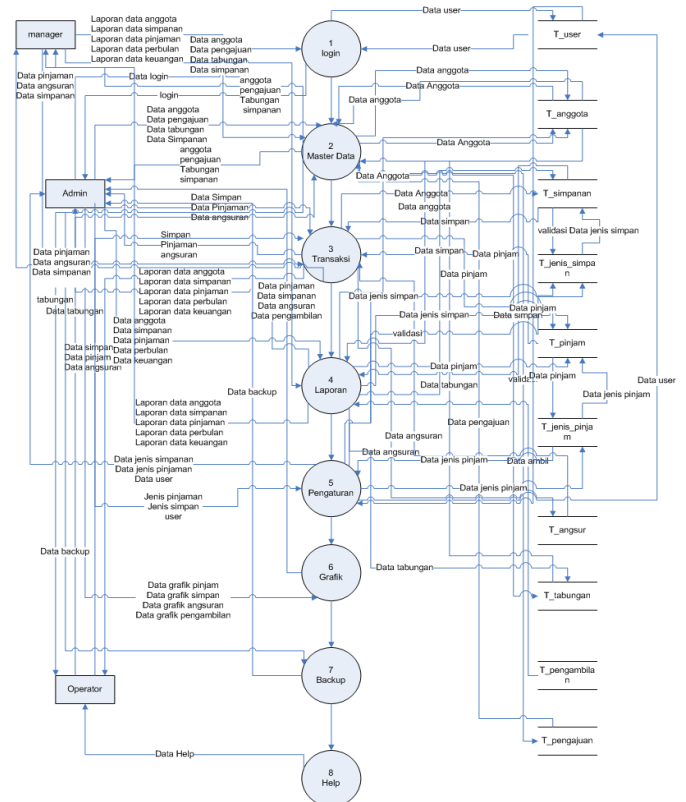 manager
Laporan data anggota
Laporan data simpanan
Laporan data pinjaman
Laporan data perbulan
Laporan data keuangan
Data anggota
Data pengajuan
Data tabungan
Data simpanan
1
login
Data user
Data user
T_user
Data pinjaman
Data angsuran
Data simpanan
Data login
login
anggota
pengajuan
Tabungan
simpanan
Data anggota
Data anggota
Data Anggota
T_anggota
Data anggota
Data pengajuan
Data tabungan
Data Simpanan
anggota
pengajuan
Tabungan
simpanan
2
Master Data
Data Anggota
Data Anggota
Admin
Data Simpan
Data Pinjaman
Data angsuran
Data Anggota
Data anggota
Data simpan
T_simpanan
validasi
Data jenis simpan
Simpan
Pinjaman
angsuran
3
Transaksi
Data simpan
Data pinjam
Data pinjam
T_jenis_simpa
n
Data pinjaman
Data angsuran
Data simpanan
Laporan data anggota
Laporan data simpanan
Laporan data pinjaman
Laporan data perbulan
Laporan data keuangan
Data pinjaman
Data simpanan
Data angsuran
Data pengambilan
Data jenis simpan
Data pinjam
tabungan
Data tabungan
Data anggota
Data simpanan
Data pinjaman
Data perbulan
Data keuangan
Data jenis simpan
Data simpan
validasi
T_pinjam
Data simpan
Data pinjam
Data angsuran
4
Laporan
Data pinjam
Data pinjam
Data tabungan
Data user
Data backup
Data jenis pinjam
Laporan data anggota
Laporan data simpanan
Laporan data pinjaman
Laporan data perbulan
Laporan data keuangan
Data pengajuan
T_jenis_pinja
m
Data angsuran
Data angsuran
Data jenis simpanan
Data jenis pinjaman
Data user
Data jenis pinjam
Data ambil
5
Pengaturan
Data jenis pinjam
Jenis pinjaman
Jenis simpan
user
T_angsur
Data backup
6
Grafik
Data tabungan
Data grafik pinjam
Data grafik simpan
Data grafik angsuran
Data grafik pengambilan
T_tabungan
7
Backup
Operator
T_pengambila
n
Data Help
8
Help
T_pengajuan